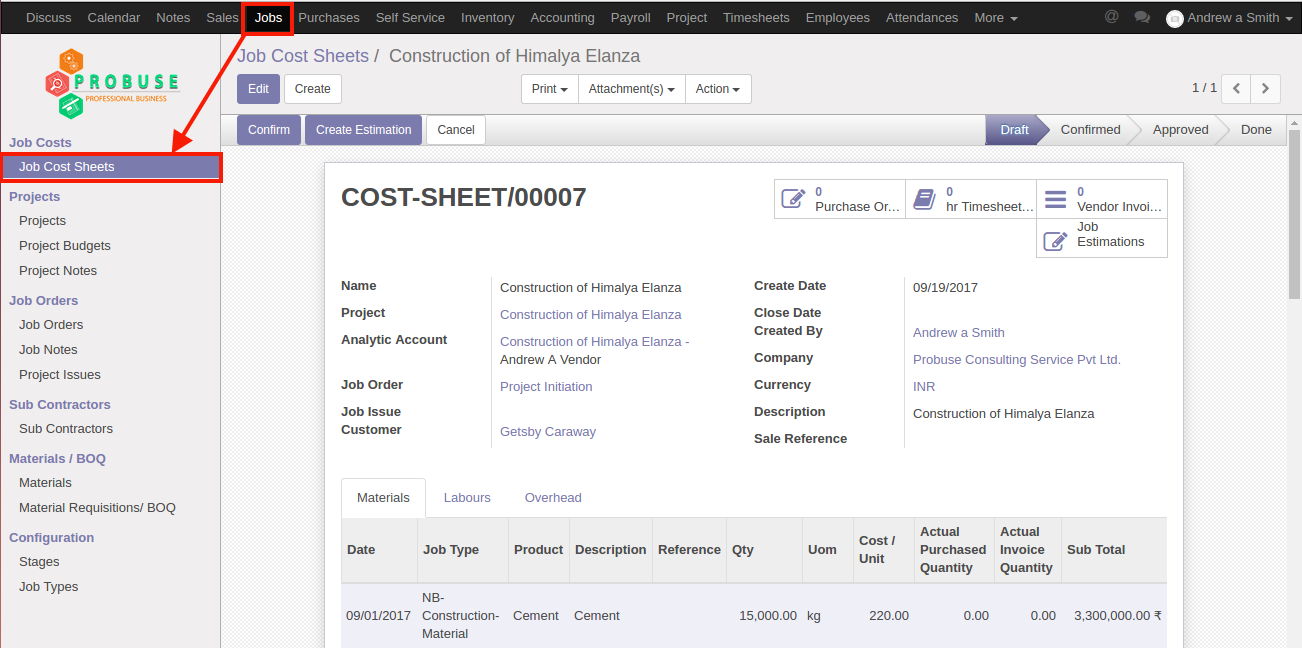 Discuss Calendar Notes Sales Jobs Purchases Self Service Inventory Accounting Payroll Project Timesheets Employees Attendances More @ Andrew a Smith
PROBUSE
PROFESSIONAL BUSINESS
Job Costs
Job Cost Sheets
Projects
Projects
Project Budgets
Project Notes
Job Orders
Job Orders
Job Notes
Project Issues
Sub Contractors
Sub Contractors
Materials / BOQ
Materials
Material Requisitions/ BOQ
Configuration
Stages
Job Types
Job Cost Sheets / Construction of Himalya Elanza
Edit Create Print Attachment(s) Action 1 / 1
Confirm Create Estimation Cancel Draft Confirmed Approved Done
COST-SHEET/00007
0
Purchase Or...
0
hr Timesheet...
0
Vendor Invoi...
Job
Estimations
Name Construction of Himalya Elanza
Project Construction of Himalya Elanza
Analytic Account Construction of Himalya Elanza -
Andrew A Vendor
Job Order Project Initiation
Job Issue
Customer Getsby Caraway
Create Date 09/19/2017
Close Date
Created By Andrew a Smith
Company Probuse Consulting Service Pvt Ltd.
Currency INR
Description Construction of Himalya Elanza
Sale Reference
Materials Labours Overhead
Date Job Type Product Description Reference Qty Uom Cost / Unit Actual Purchased Quantity Actual Invoice Quantity Sub Total
09/01/2017 NB-Construction-Material Cement Cement 15,000.00 kg 220.00 0.00 0.00 3,300,000.00 ₹